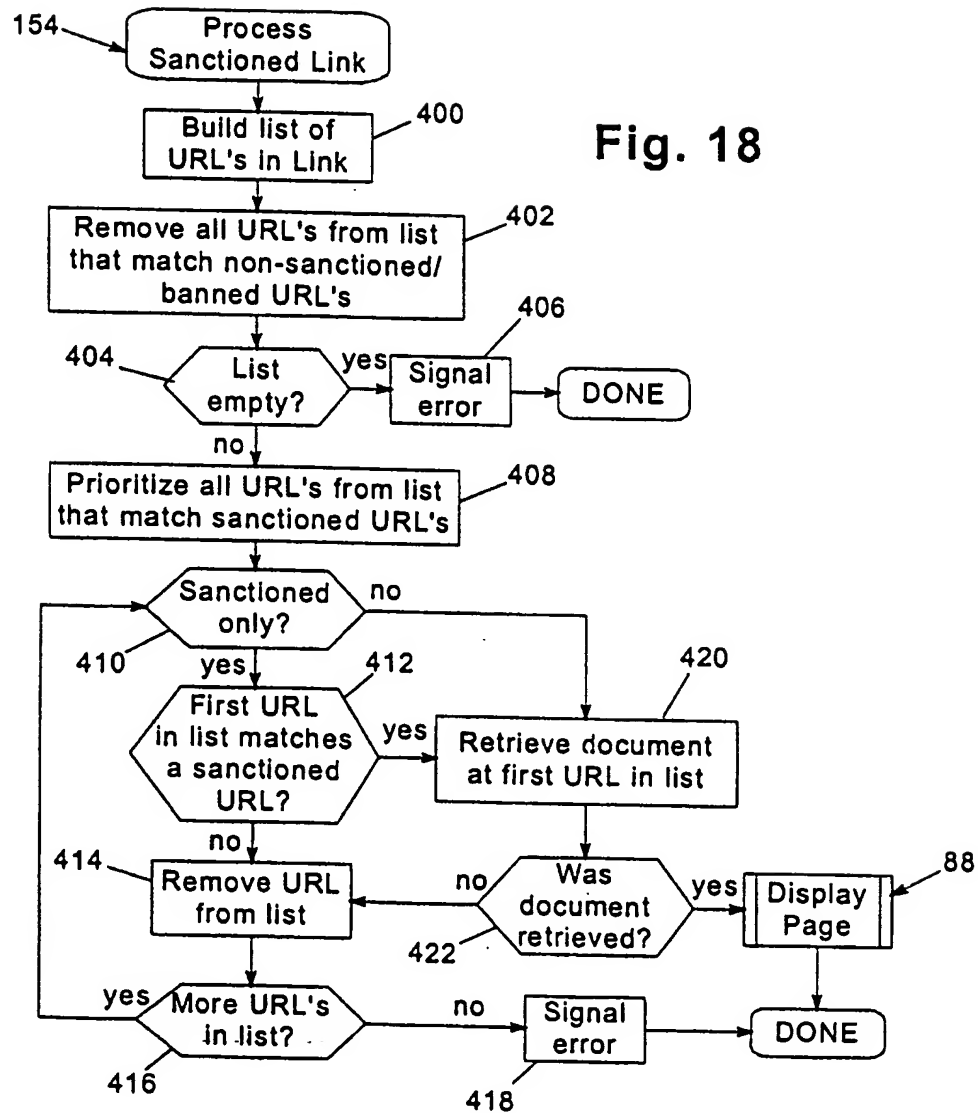 154
Process
Sanctioned Link
Build list of
URL's in Link
400
Fig. 18
Remove all URL's from list
that match non-sanctioned/
banned URL's
402
404
List
empty?
yes
406
Signal
error
DONE
no
Prioritize all URL's from list
that match sanctioned URL's
408
Sanctioned
only?
no
410
yes
412
First URL
in list matches
a sanctioned
URL?
yes
420
Retrieve document
at first URL in list
no
414
Remove URL
from list
no
Was
document
retrieved?
422
yes
88
Display
Page
yes
More URL's
in list?
416
no
Signal
error
418
DONE